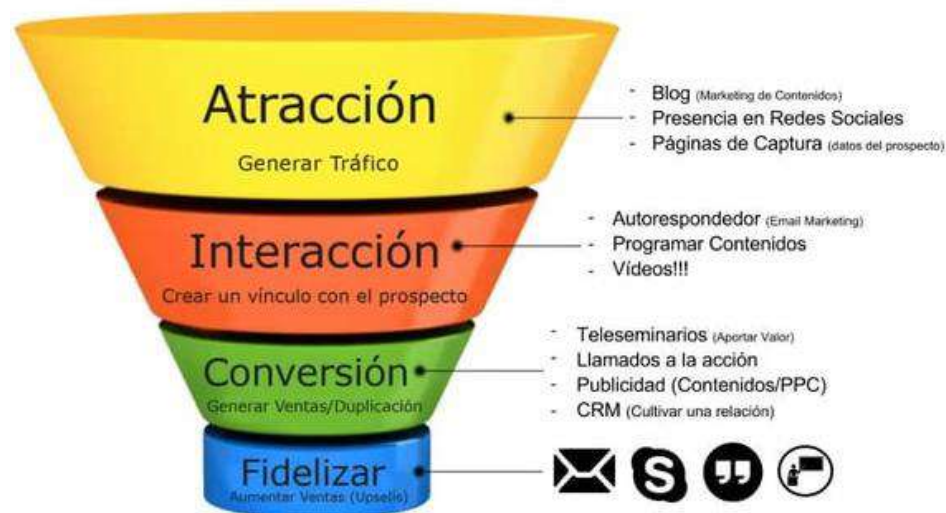 Atracción
Generar Tráfico
- Blog (Marketing de Contenidos)
- Presencia en Redes Sociales
- Páginas de Captura (datos del prospecto)
Interacción
Crear un vínculo con el prospecto
- Autorespondedor (Email Marketing)
- Programar Contenidos
- Vídeos!!!
Conversión
Generar Ventas/Duplicación
- Teleseminarios (Aportar Valor)
- Llamados a la acción
- Publicidad (Contenidos/PPC)
- CRM (Cultivar una relación)
Fidelizar
Aumentar Ventas (Upsells)